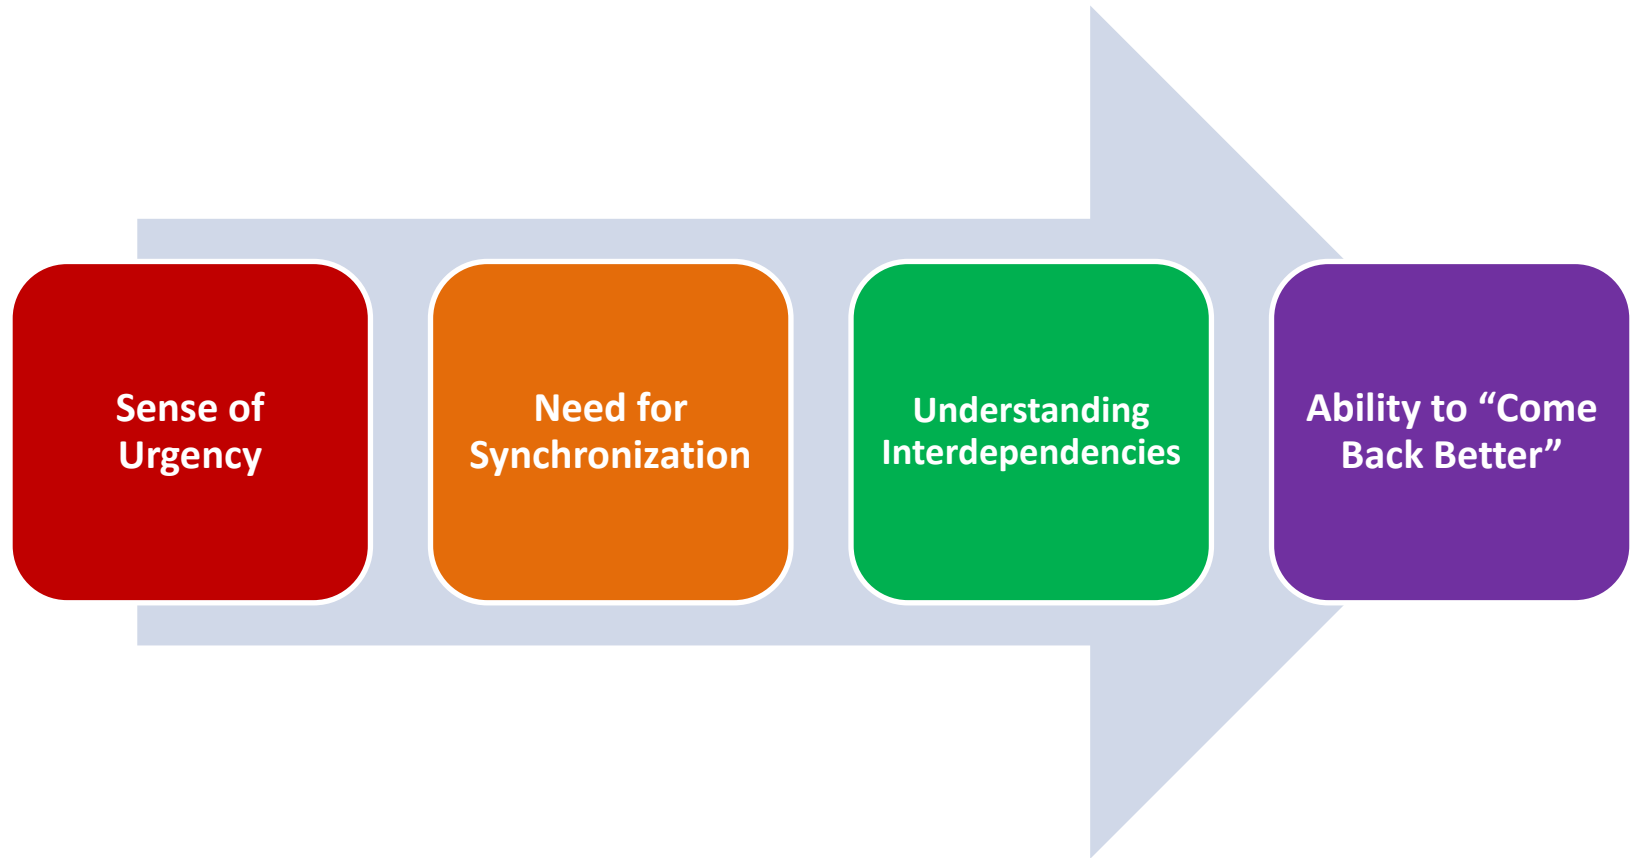 Sense of
Urgency
Need for
Synchronization
Understanding
Interdependencies
Ability to “Come
Back Better”